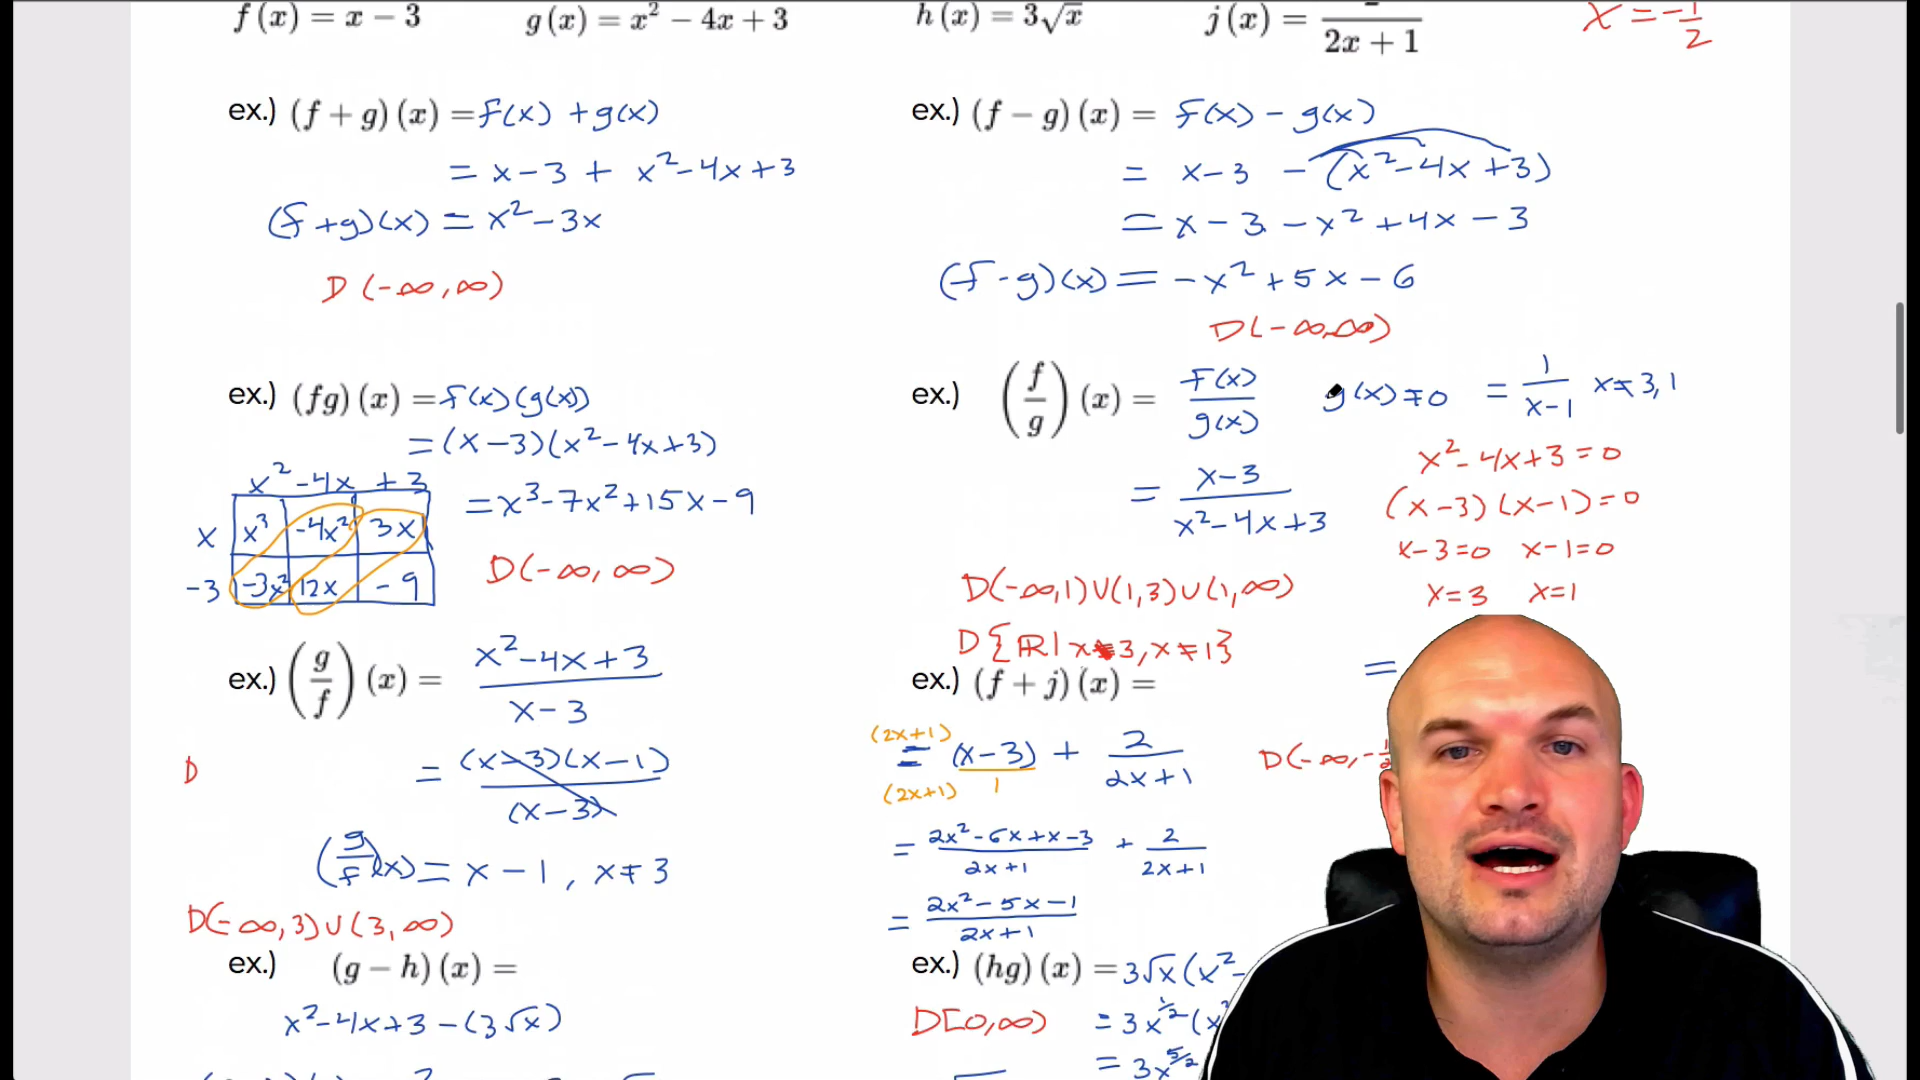 f(x) = x − 3
g(x) = x² − 4x + 3
h(x) = 3√x
j(x) = /(2x + 1)
x = −1/2
ex.) (f + g)(x) = f(x) + g(x)
= x − 3 + x² − 4x + 3
(f + g)(x) = x² − 3x
D (−∞, ∞)
ex.) (f − g)(x) = f(x) − g(x)
= x − 3 − (x² − 4x + 3)
= x − 3 − x² + 4x − 3
(f − g)(x) = −x² + 5x − 6
D(−∞,∞)
ex.) (fg)(x) = f(x)(g(x))
= (x − 3)(x² − 4x + 3)
x² −4x +3
x x³ −4x² 3x
−3 −3x² 12x −9
= x³ − 7x² + 15x − 9
D(−∞, ∞)
ex.) (f/g)(x) = f(x)/g(x) g(x) ≠ 0 = 1/(x−1) x ≠ 3, 1
= (x−3)/(x² − 4x + 3)
x² − 4x + 3 = 0
(x − 3)(x − 1) = 0
x − 3 = 0 x − 1 = 0
x = 3 x = 1
D(−∞, 1) ∪ (1, 3) ∪ (1, ∞)
D{ℝ | x ≠ 3, x ≠ 1}
ex.) (g/f)(x) = (x² − 4x + 3)/(x − 3)
D
= (x−3)(x−1)/(x−3)
(g/f)(x) = x − 1, x ≠ 3
D(−∞, 3) ∪ (3, ∞)
ex.) (f + j)(x) =
=
(2x+1)
= (x−3)/1 + 2/(2x+1)
(2x+1)
D(−∞, −1/2
= (2x² − 6x + x − 3)/(2x+1) + 2/(2x+1)
= (2x² − 5x − 1)/(2x+1)
ex.) (g − h)(x) =
x² − 4x + 3 − (3√x)
ex.) (hg)(x) = 3√x (x² −
D[0, ∞)
= 3x^(1/2) (x²
= 3x^(5/2)